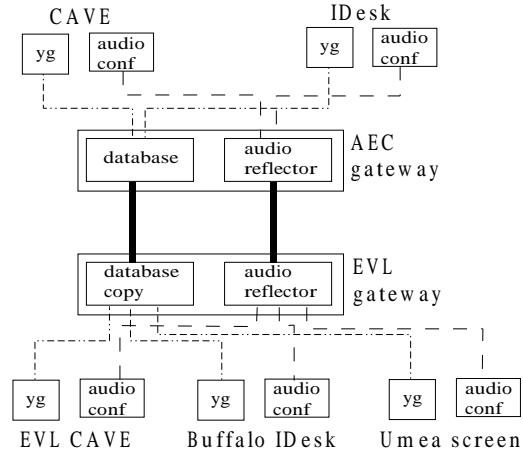 CAVE
IDesk
yg
audio
conf
yg
audio
conf
database
audio
reflector
AEC
gateway
database
copy
audio
reflector
EVL
gateway
yg
audio
conf
yg
audio
conf
yg
audio
conf
EVL CAVE
Buffalo IDesk
Umea screen